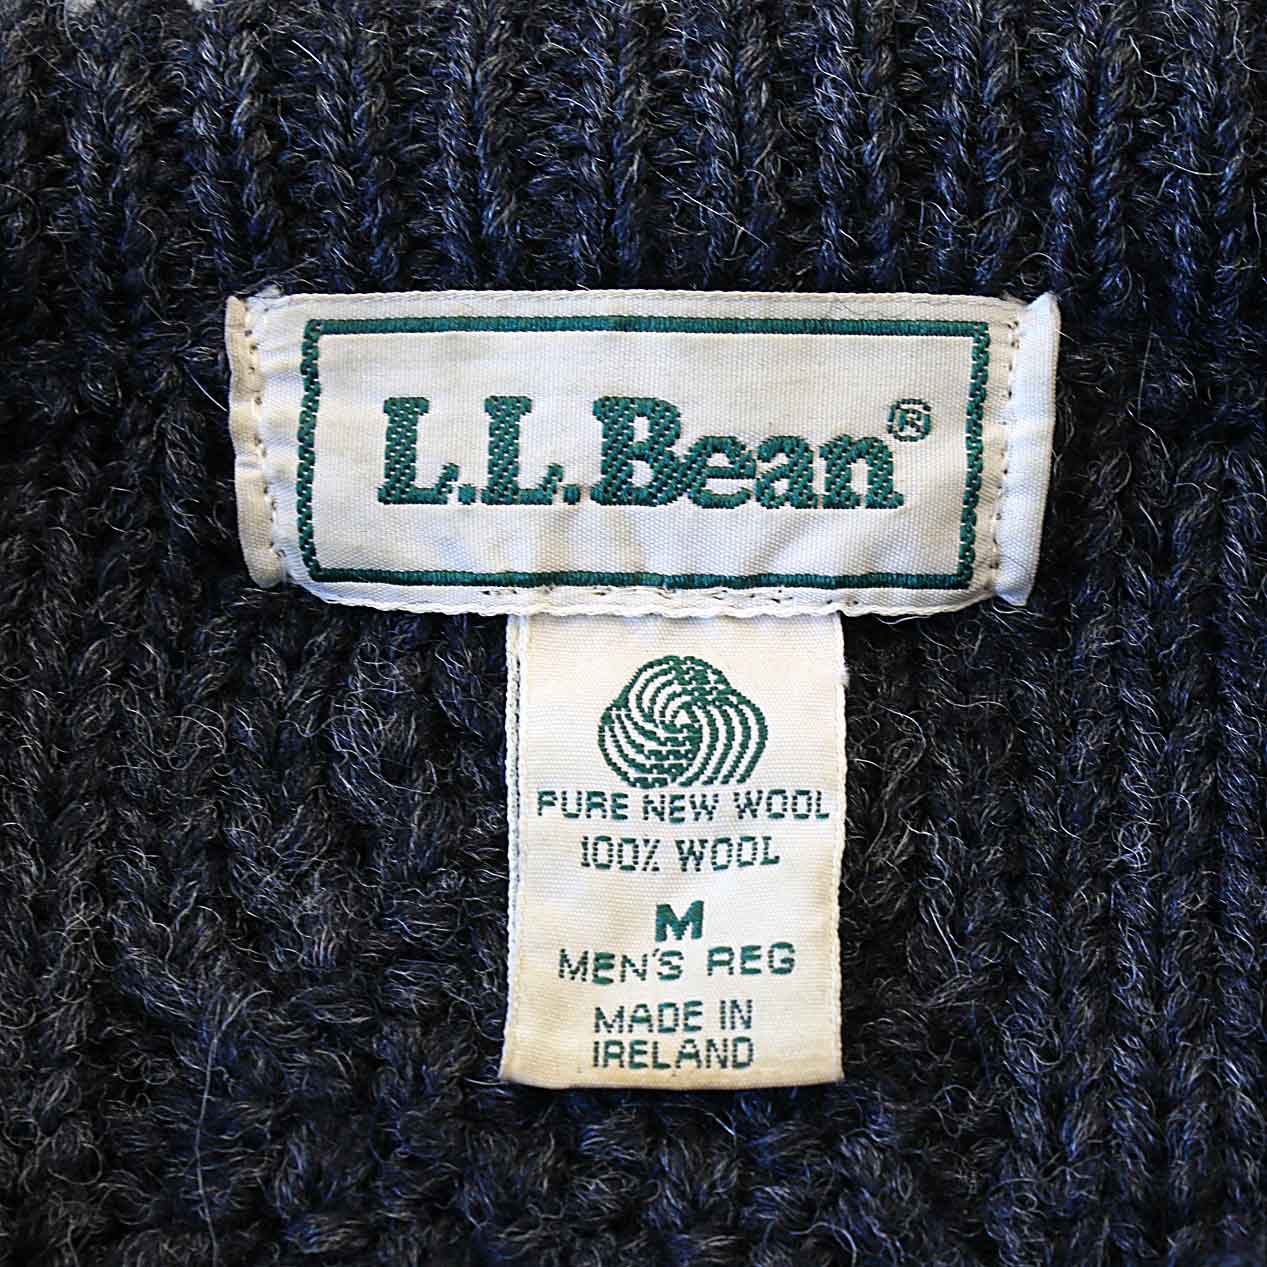 L.L.Bean®
PURE NEW WOOL
100% WOOL
M
MEN'S REG
MADE IN
IRELAND